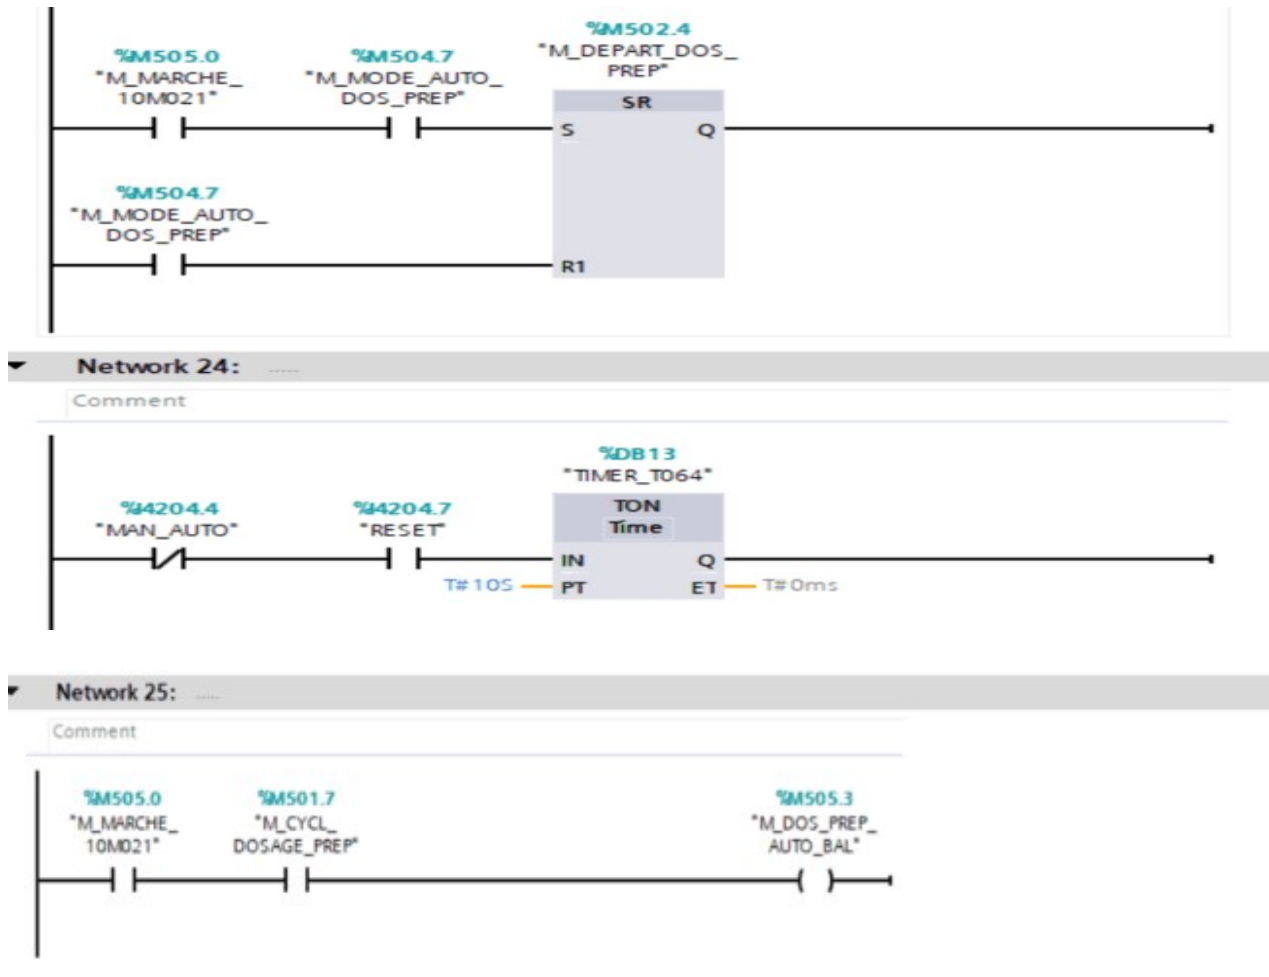 %M502.4
"M_DEPART_DOS_
PREP"
%M505.0
"M_MARCHE_
10M021"
%M504.7
"M_MODE_AUTO_
DOS_PREP"
SR
S Q
%M504.7
"M_MODE_AUTO_
DOS_PREP"
R1
Network 24: .....
Comment
%DB13
"TIMER_T064"
%I4204.4
"MAN_AUTO"
%I4204.7
"RESET"
TON
Time
IN Q
T#10S PT ET T#0ms
Network 25: .....
Comment
%M505.0
"M_MARCHE_
10M021"
%M501.7
"M_CYCL_
DOSAGE_PREP"
%M505.3
"M_DOS_PREP_
AUTO_BAL"